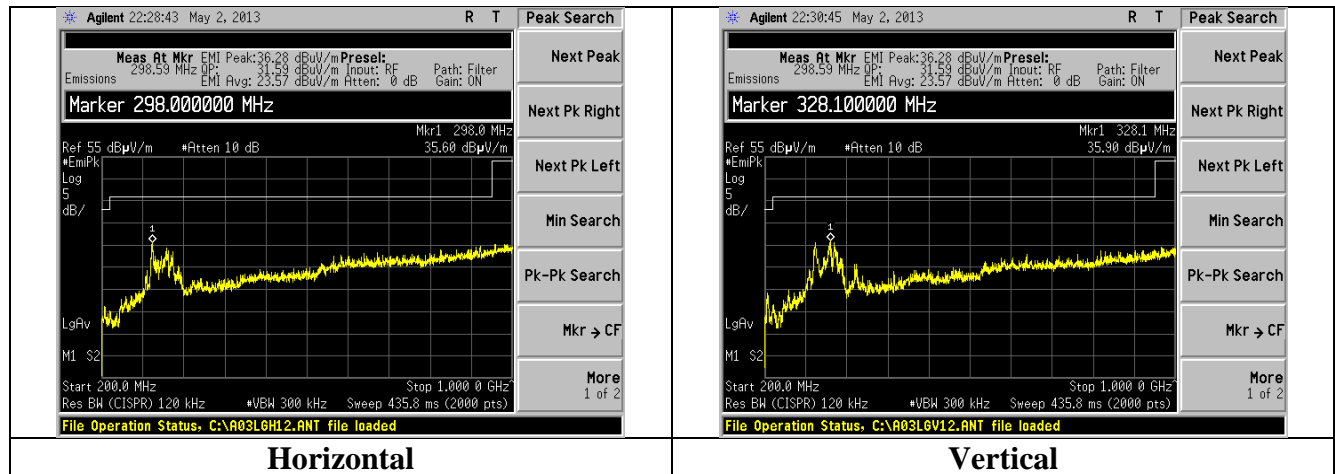 Agilent 22:28:43 May 2, 2013 R T Peak Search
Meas At Mkr EMI Peak:36.28 dBuV/m Presel:
298.59 MHz QP: 31.59 dBuV/m Input: RF Path: Filter
Emissions EMI Avg: 23.57 dBuV/m Atten: 0 dB Gain: ON
Marker 298.000000 MHz
Mkr1 298.0 MHz
Ref 55 dBµV/m #Atten 10 dB 35.60 dBµV/m
#EmiPk
Log
5
dB/
1
LgAv
M1 S2
Start 200.0 MHz Stop 1.000 0 GHz^
Res BW (CISPR) 120 kHz #VBW 300 kHz Sweep 435.8 ms (2000 pts)
File Operation Status, C:\A03LGH12.ANT file loaded
Next Peak
Next Pk Right
Next Pk Left
Min Search
Pk-Pk Search
Mkr → CF
More
1 of 2
Horizontal
Agilent 22:30:45 May 2, 2013 R T Peak Search
Meas At Mkr EMI Peak:36.28 dBuV/m Presel:
298.59 MHz QP: 31.59 dBuV/m Input: RF Path: Filter
Emissions EMI Avg: 23.57 dBuV/m Atten: 0 dB Gain: ON
Marker 328.100000 MHz
Mkr1 328.1 MHz
Ref 55 dBµV/m #Atten 10 dB 35.90 dBµV/m
#EmiPk
Log
5
dB/
1
LgAv
M1 S2
Start 200.0 MHz Stop 1.000 0 GHz^
Res BW (CISPR) 120 kHz #VBW 300 kHz Sweep 435.8 ms (2000 pts)
File Operation Status, C:\A03LGV12.ANT file loaded
Next Peak
Next Pk Right
Next Pk Left
Min Search
Pk-Pk Search
Mkr → CF
More
1 of 2
Vertical